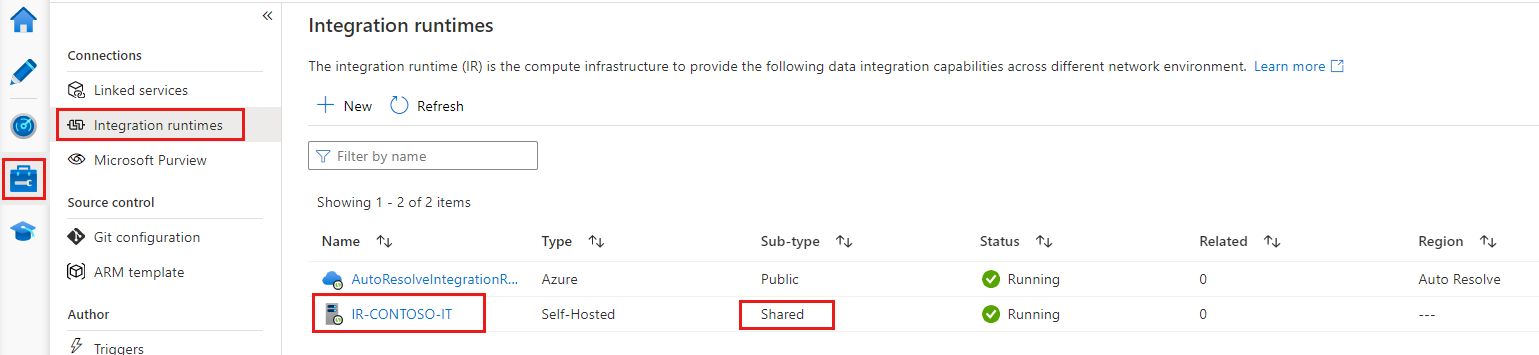 «
Connections
Linked services
Integration runtimes
Microsoft Purview
Source control
Git configuration
ARM template
Author
Triggers
Integration runtimes
The integration runtime (IR) is the compute infrastructure to provide the following data integration capabilities across different network environment. Learn more
New Refresh
Filter by name
Showing 1 - 2 of 2 items
Name Type Sub-type Status Related Region
AutoResolveIntegrationR... Azure Public Running 0 Auto Resolve
IR-CONTOSO-IT Self-Hosted Shared Running 0 ---